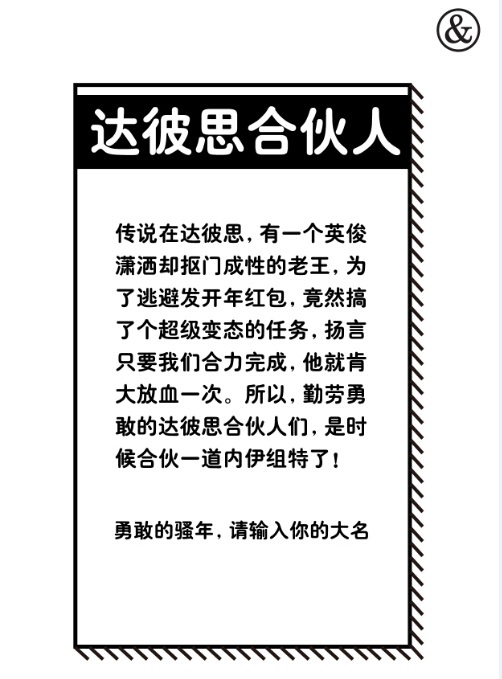 &
达彼思合伙人
传说在达彼思，有一个英俊
潇洒却抠门成性的老王，为
了逃避发开年红包，竟然搞
了个超级变态的任务，扬言
只要我们合力完成，他就肯
大放血一次。所以，勤劳勇
敢的达彼思合伙人们，是时
候合伙一道内伊组特了！
勇敢的骚年，请输入你的大名